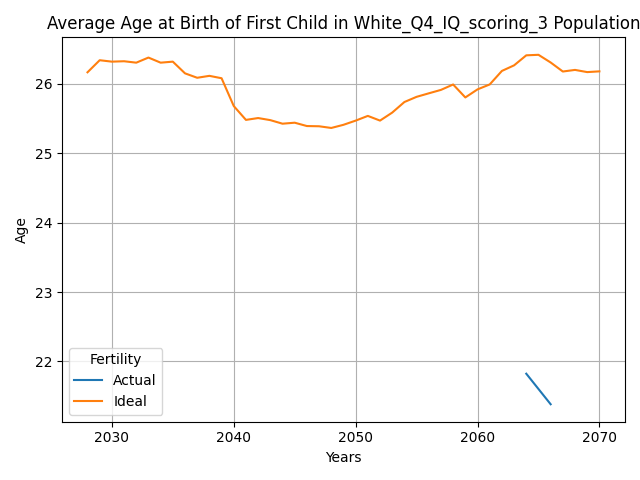 Average Age at Birth of First Child in White_Q4_IQ_scoring_3 Population
Age
26
25
24
23
22
Fertility
Actual
Ideal
2030
2040
2050
2060
2070
Years